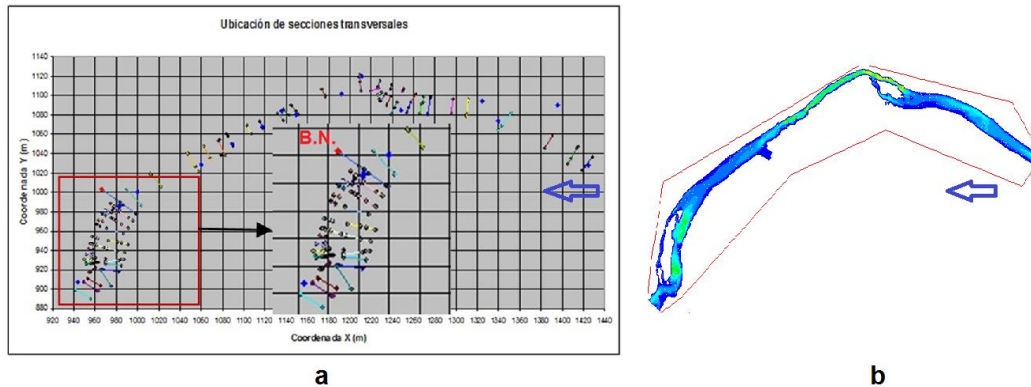 Ubicación de secciones transversales
Coordenada Y (m)
1140
1120
1100
1080
1060
1040
1020
1000
980
960
940
920
900
880
B.N.
920 940 960 980 1000 1020 1040 1060 1080 1100 1120 1140 1160 1180 1200 1220 1240 1260 1280 1300 1320 1340 1360 1380 1400 1420 1440
Coordenada X (m)
a
b